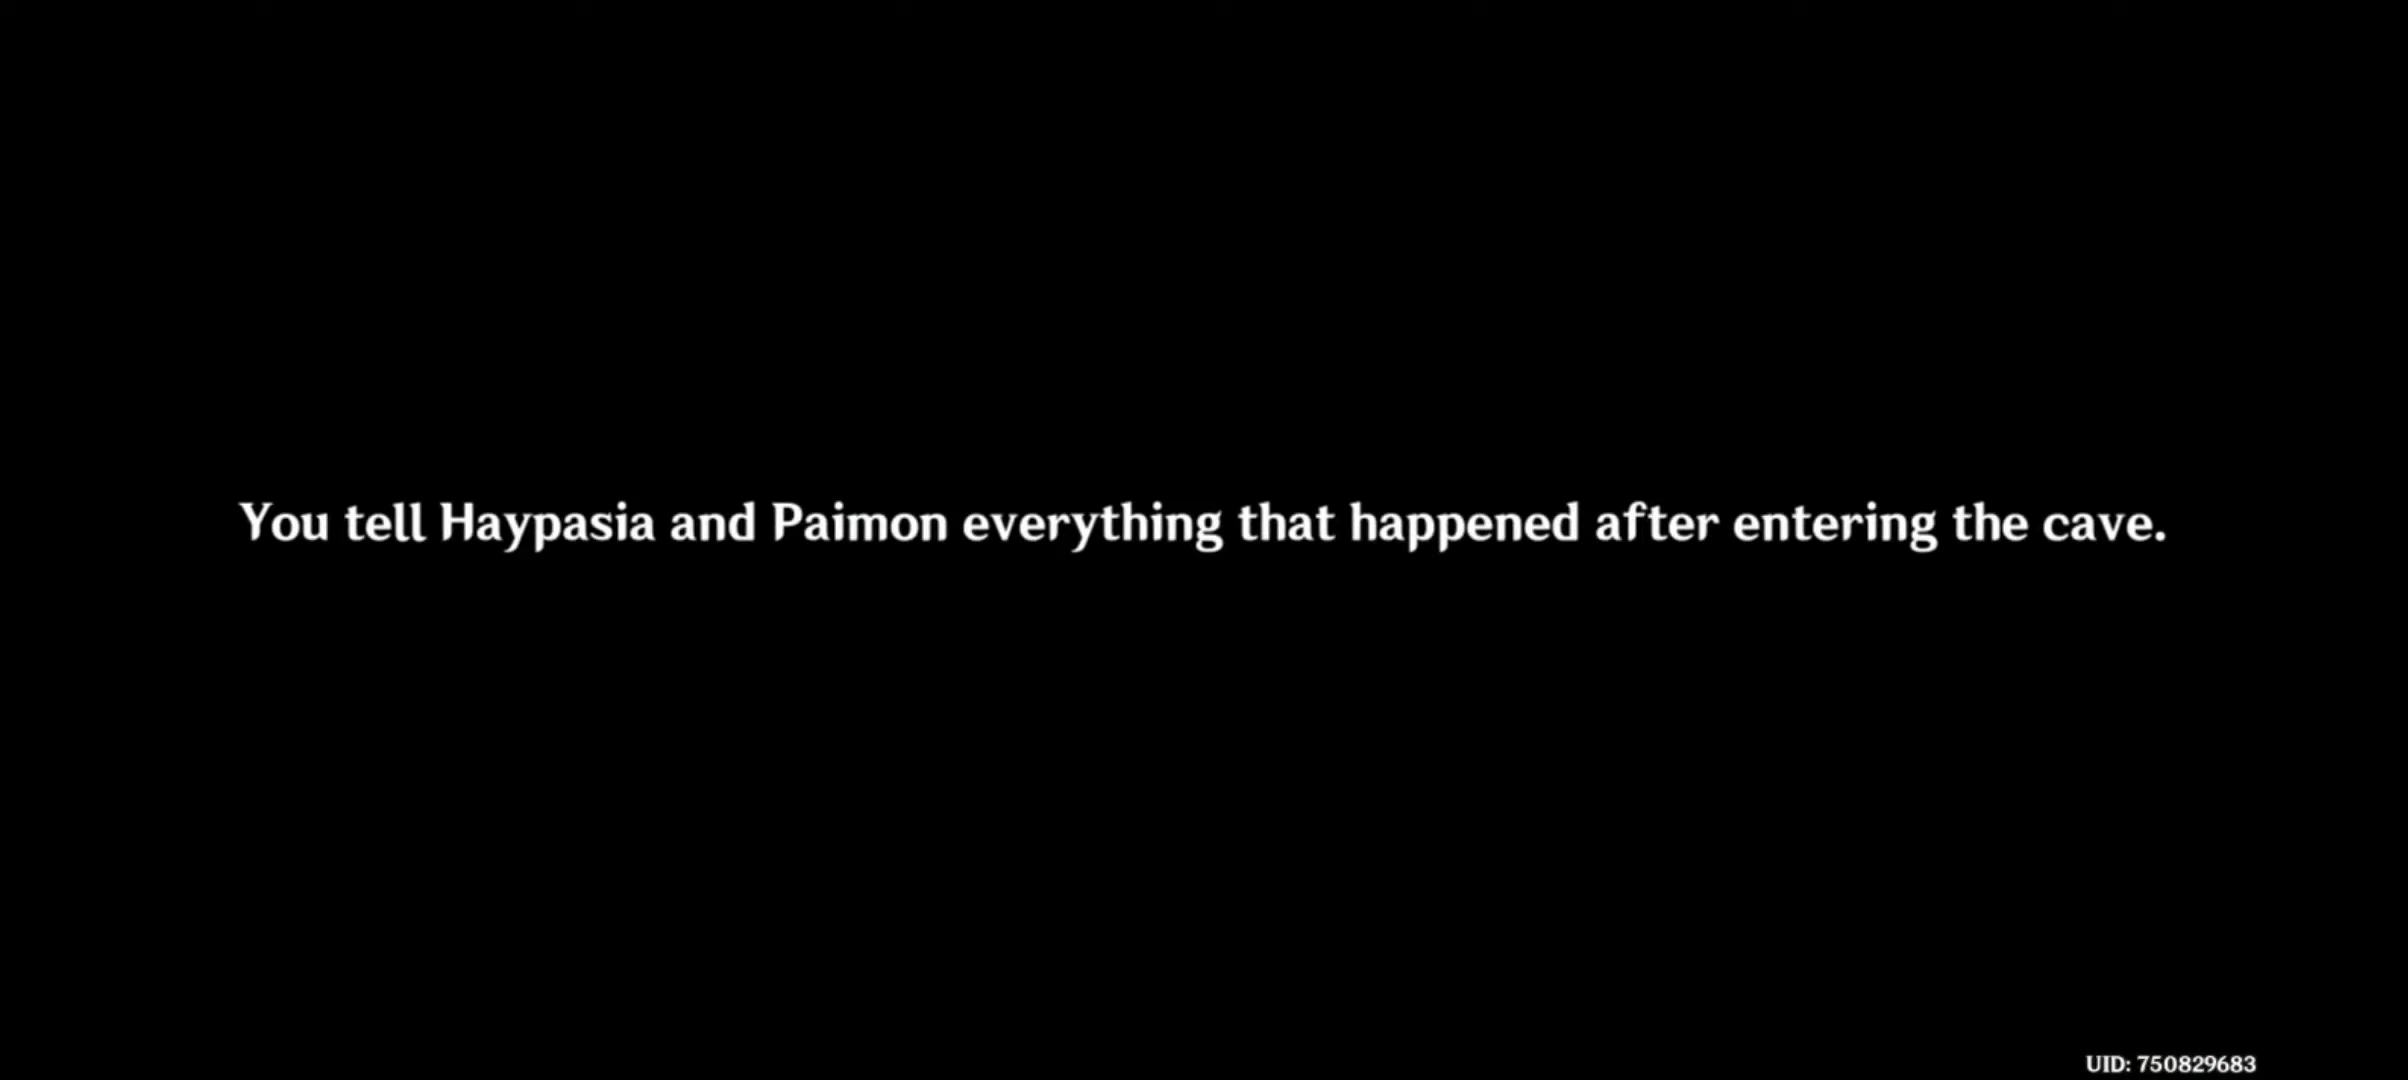 You tell Haypasia and Paimon everything that happened after entering the cave.
UID: 750829683